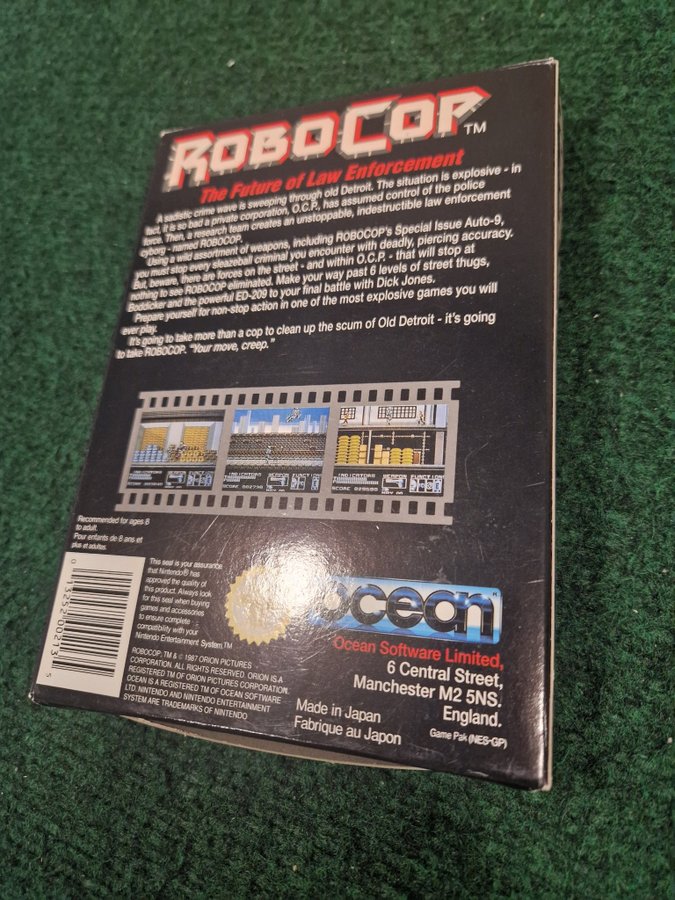 ROBOCOP TM
The Future of Law Enforcement
A sadistic crime wave is sweeping through old Detroit. The situation is explosive - in
fact, it is so bad a private corporation, O.C.P., has assumed control of the police
force. Then, a research team creates an unstoppable, indestructible law enforcement
cyborg - named ROBOCOP.
Using a wild assortment of weapons, including ROBOCOP's Special Issue Auto-9,
you must stop every sleazeball criminal you encounter with deadly, piercing accuracy.
But, beware, there are forces on the street - and within O.C.P. - that will stop at
nothing to see ROBOCOP eliminated. Make your way past 6 levels of street thugs,
Boddicker and the powerful ED-209 to your final battle with Dick Jones.
Prepare yourself for non-stop action in one of the most explosive games you will
ever play.
It's going to take more than a cop to clean up the scum of Old Detroit - it's going
to take ROBOCOP. "Your move, creep."
INDICATORS
INDICATORS
INDICATORS
Recommended for ages 8
to adult.
Pour enfants de 8 ans et
plus et adultes.
This seal is your assurance
that Nintendo® has
approved the quality of
this product. Always look
for this seal when buying
games and accessories
to ensure complete
compatibility with your
Nintendo Entertainment System.™
ROBOCOP: TM & © 1987 ORION PICTURES
CORPORATION. ALL RIGHTS RESERVED. ORION IS A
REGISTERED TM OF ORION PICTURES CORPORATION.
OCEAN IS A REGISTERED TM OF OCEAN SOFTWARE
LTD. NINTENDO AND NINTENDO ENTERTAINMENT
SYSTEM ARE TRADEMARKS OF NINTENDO
ocean
Ocean Software Limited,
6 Central Street,
Manchester M2 5NS.
England.
Made in Japan
Fabrique au Japon
Game Pak (NES-GP)